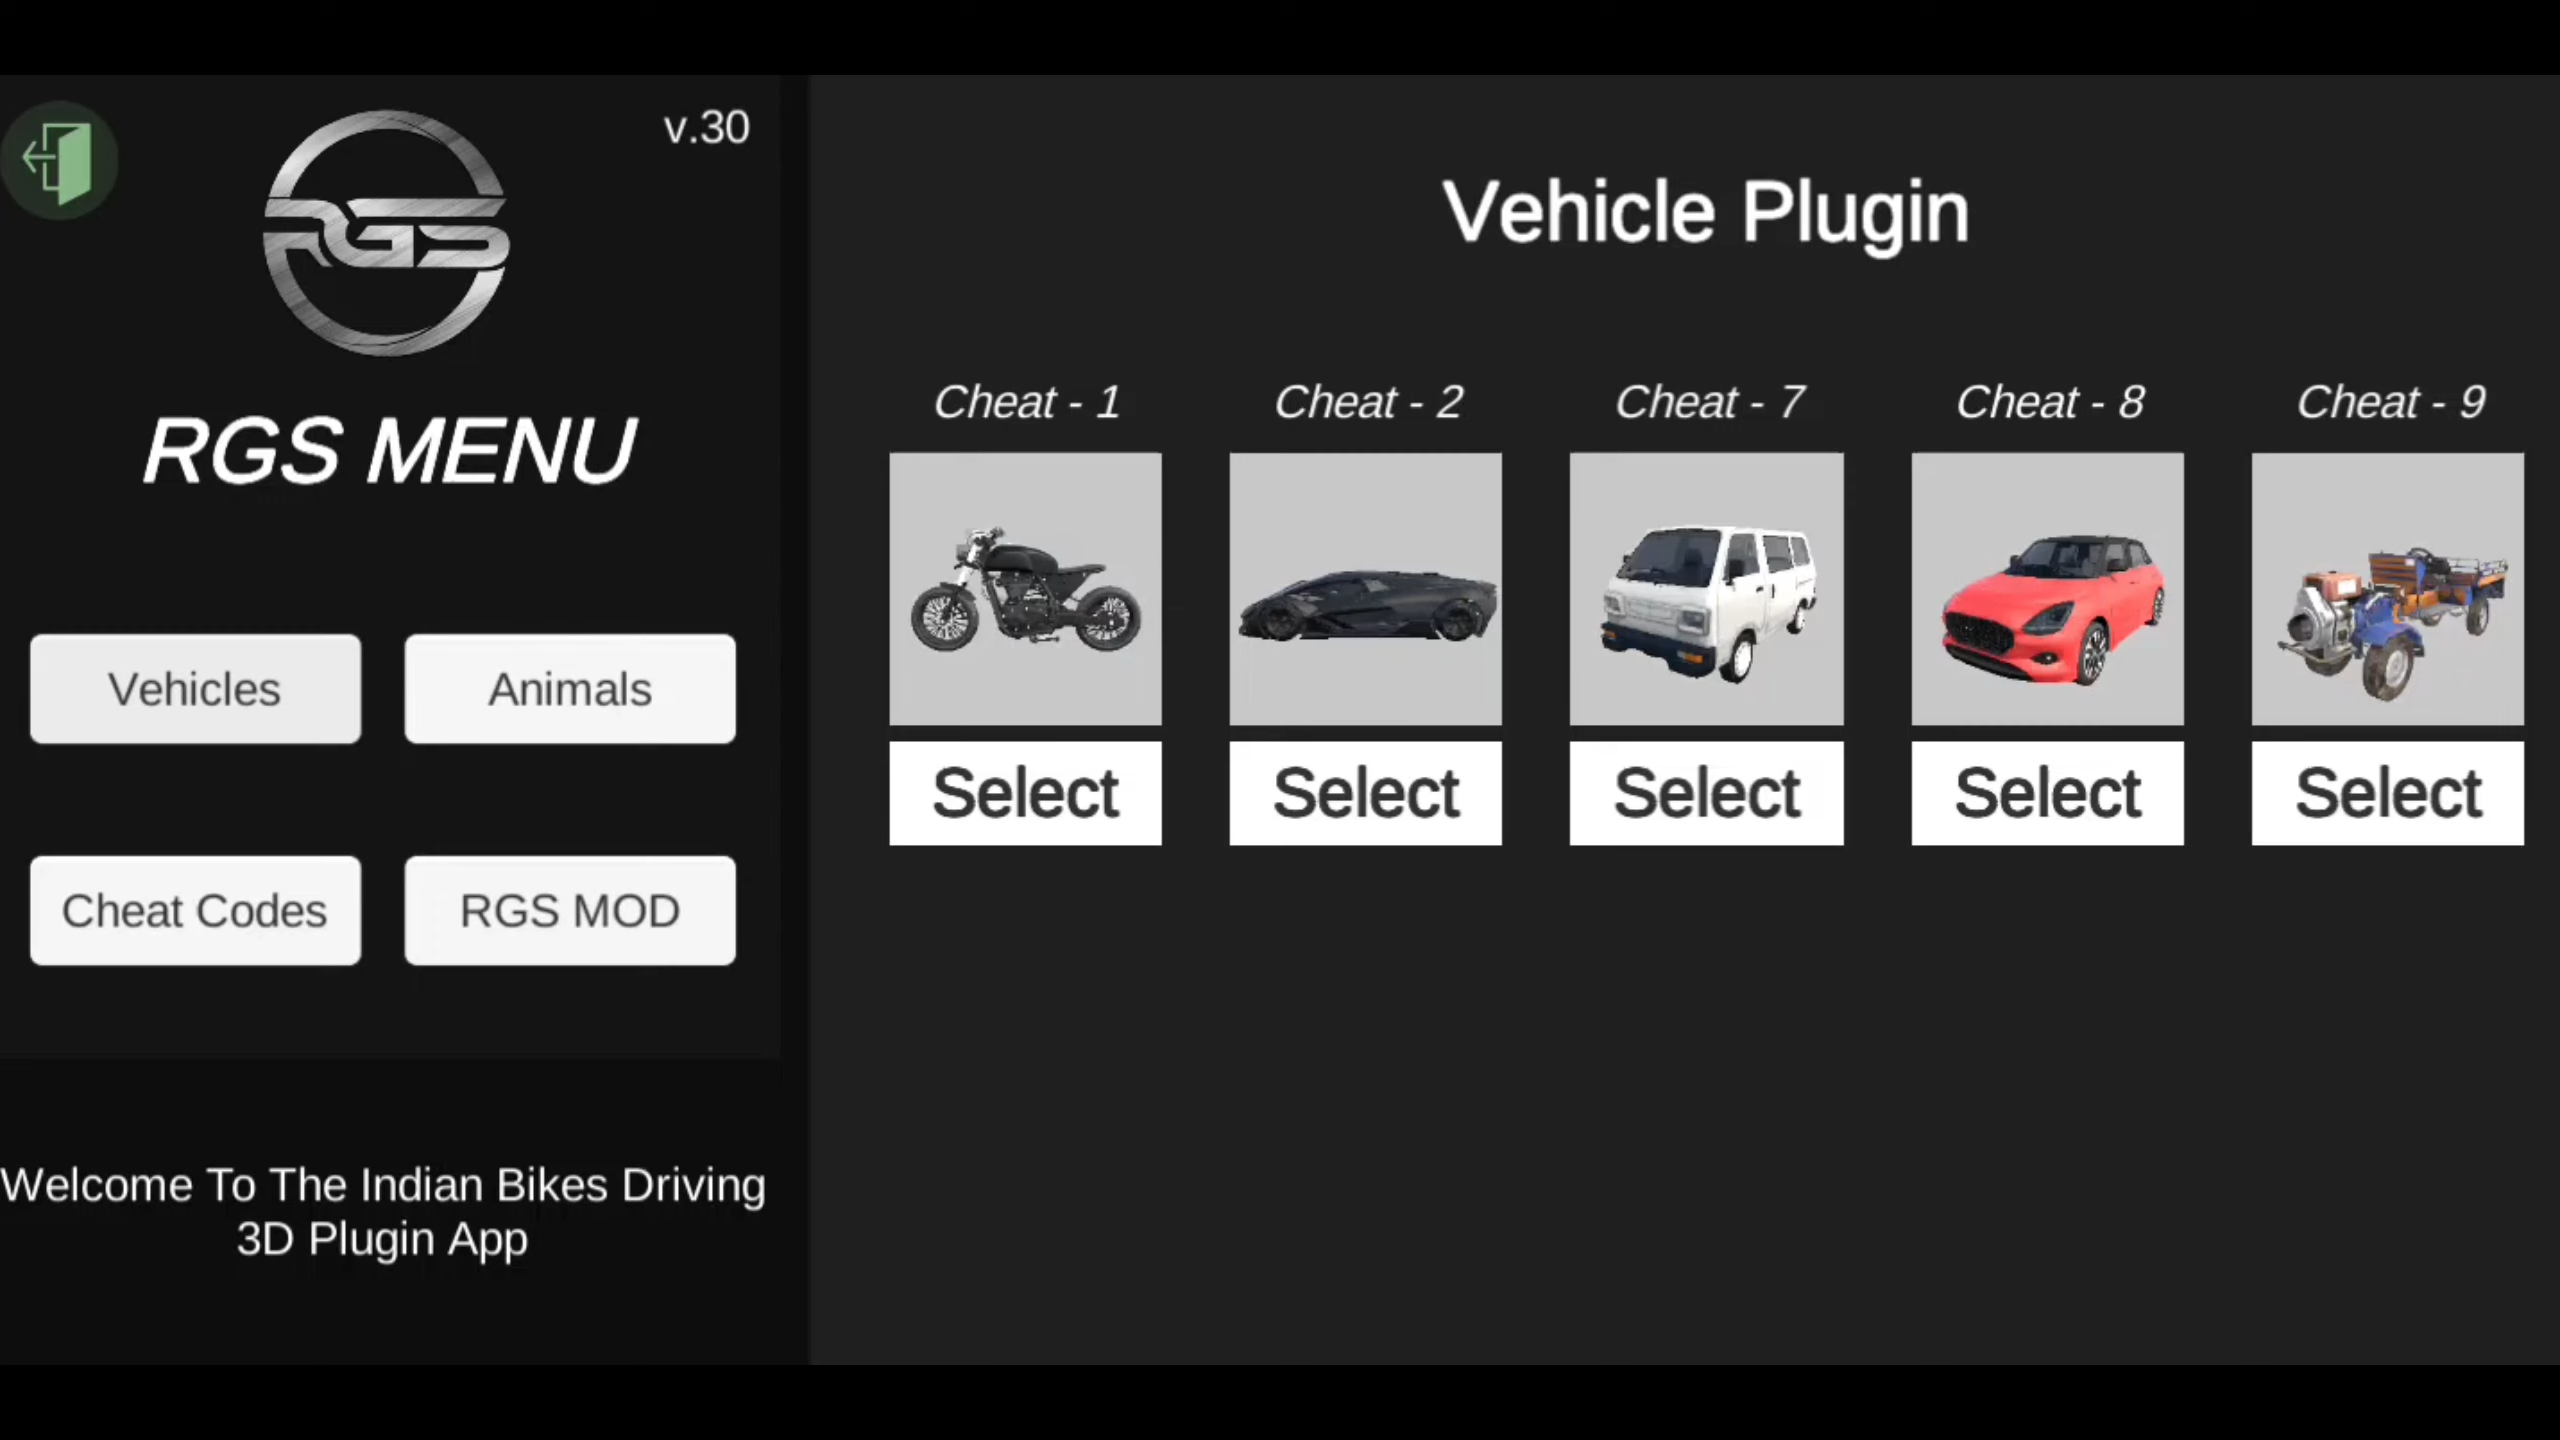 v.30
RGS
RGS MENU
Vehicles
Animals
Cheat Codes
RGS MOD
Welcome To The Indian Bikes Driving
3D Plugin App
Vehicle Plugin
Cheat - 1
Cheat - 2
Cheat - 7
Cheat - 8
Cheat - 9
Select
Select
Select
Select
Select